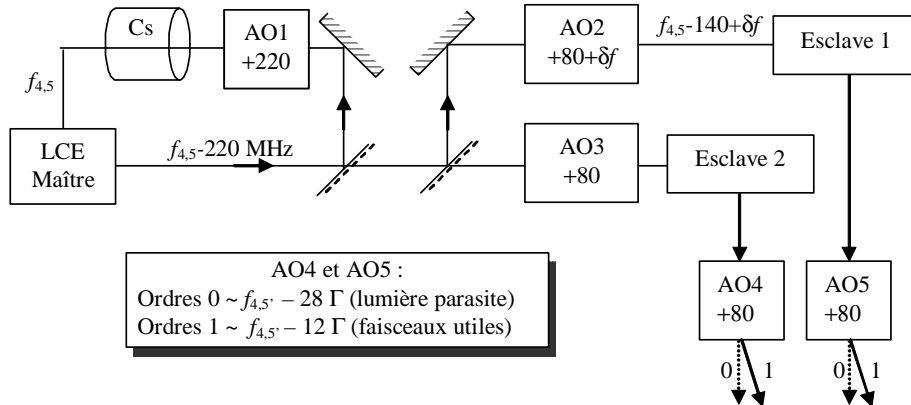 Cs
AO1
+220
AO2
+80+δf
f4,5-140+δf
Esclave 1
f4,5
LCE
Maître
f4,5-220 MHz
AO3
+80
Esclave 2
AO4 et AO5 :
Ordres 0 ~ f4,5' – 28 Γ (lumière parasite)
Ordres 1 ~ f4,5' – 12 Γ (faisceaux utiles)
AO4
+80
AO5
+80
0
1
0
1